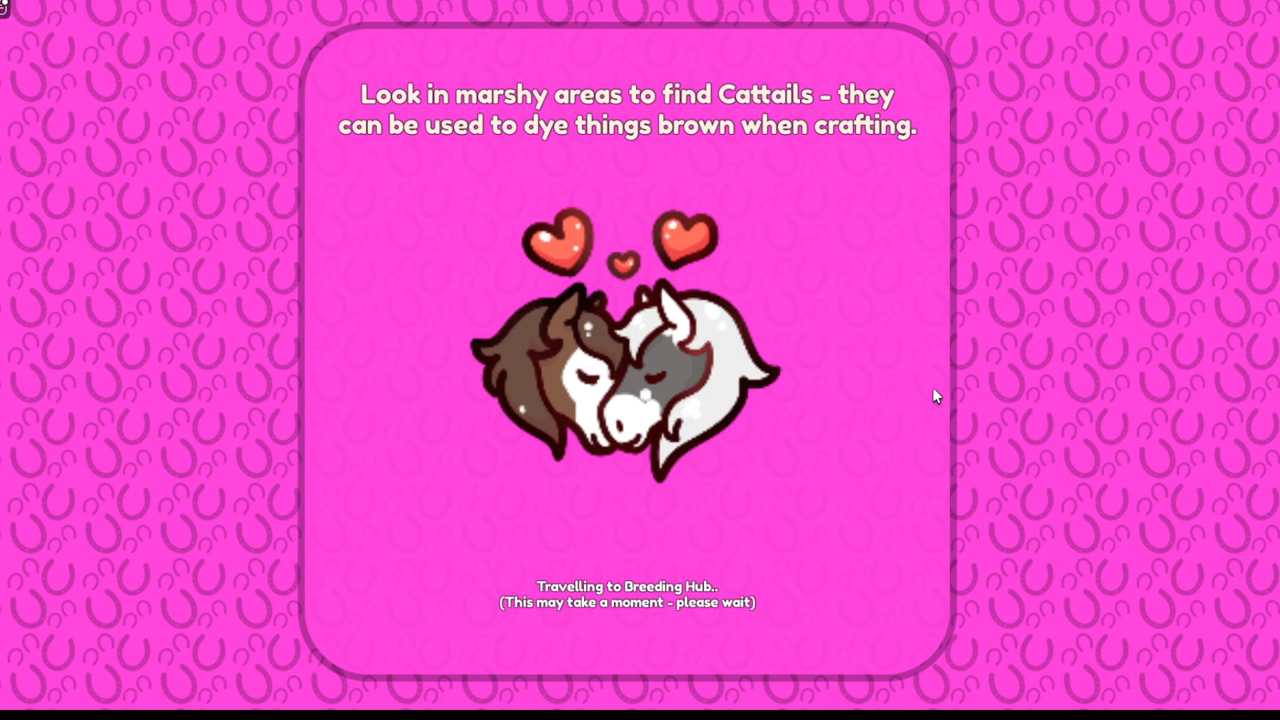 Look in marshy areas to find Cattails - they
can be used to dye things brown when crafting.
Travelling to Breeding Hub..
(This may take a moment - please wait)